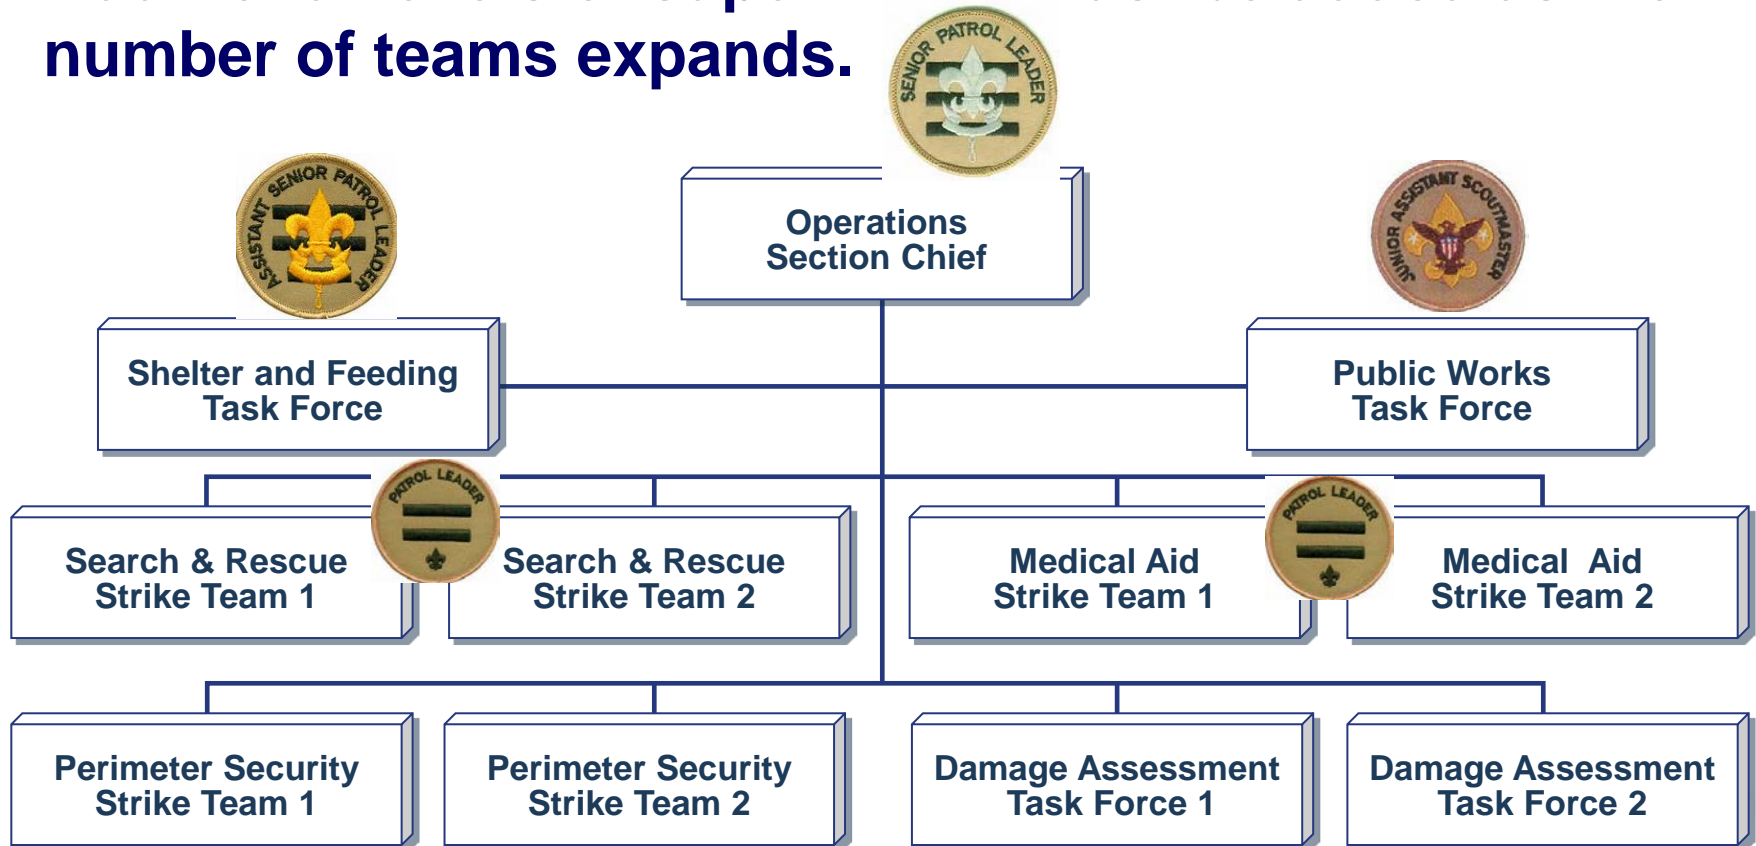 number of teams expands.
SENIOR PATROL LEADER
ASSISTANT SENIOR PATROL LEADER
Operations
Section Chief
JUNIOR ASSISTANT SCOUTMASTER
Shelter and Feeding
Task Force
Public Works
Task Force
PATROL LEADER
PATROL LEADER
Search & Rescue
Strike Team 1
Search & Rescue
Strike Team 2
Medical Aid
Strike Team 1
Medical Aid
Strike Team 2
Perimeter Security
Strike Team 1
Perimeter Security
Strike Team 2
Damage Assessment
Task Force 1
Damage Assessment
Task Force 2